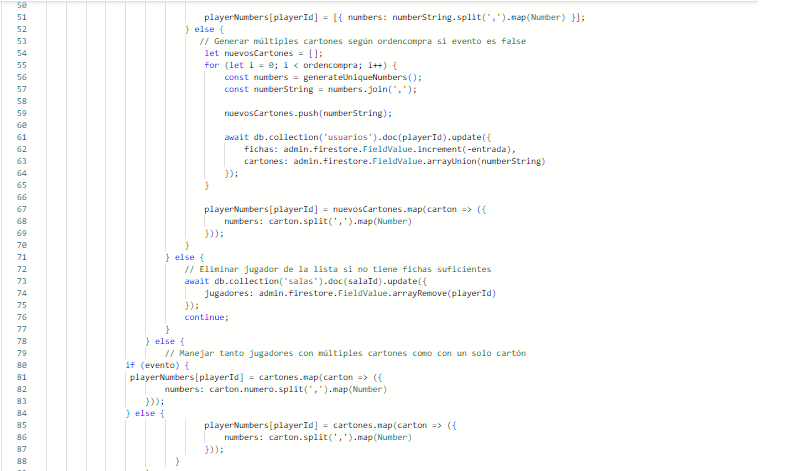 50
51 playerNumbers[playerId] = [{ numbers: numberString.split(',').map(Number) }];
52 } else {
53 // Generar múltiples cartones según ordencompra si evento es false
54 let nuevosCartones = [];
55 for (let i = 0; i < ordencompra; i++) {
56 const numbers = generateUniqueNumbers();
57 const numberString = numbers.join(',');
58
59 nuevosCartones.push(numberString);
60
61 await db.collection('usuarios').doc(playerId).update({
62 fichas: admin.firestore.FieldValue.increment(-entrada),
63 cartones: admin.firestore.FieldValue.arrayUnion(numberString)
64 });
65 }
66
67 playerNumbers[playerId] = nuevosCartones.map(carton => ({
68 numbers: carton.split(',').map(Number)
69 }));
70 }
71 } else {
72 // Eliminar jugador de la lista si no tiene fichas suficientes
73 await db.collection('salas').doc(salaId).update({
74 jugadores: admin.firestore.FieldValue.arrayRemove(playerId)
75 });
76 continue;
77 }
78 } else {
79 // Manejar tanto jugadores con múltiples cartones como con un solo cartón
80 if (evento) {
81 playerNumbers[playerId] = cartones.map(carton => ({
82 numbers: carton.numero.split(',').map(Number)
83 }));
84 } else {
85 playerNumbers[playerId] = cartones.map(carton => ({
86 numbers: carton.split(',').map(Number)
87 }));
88 }